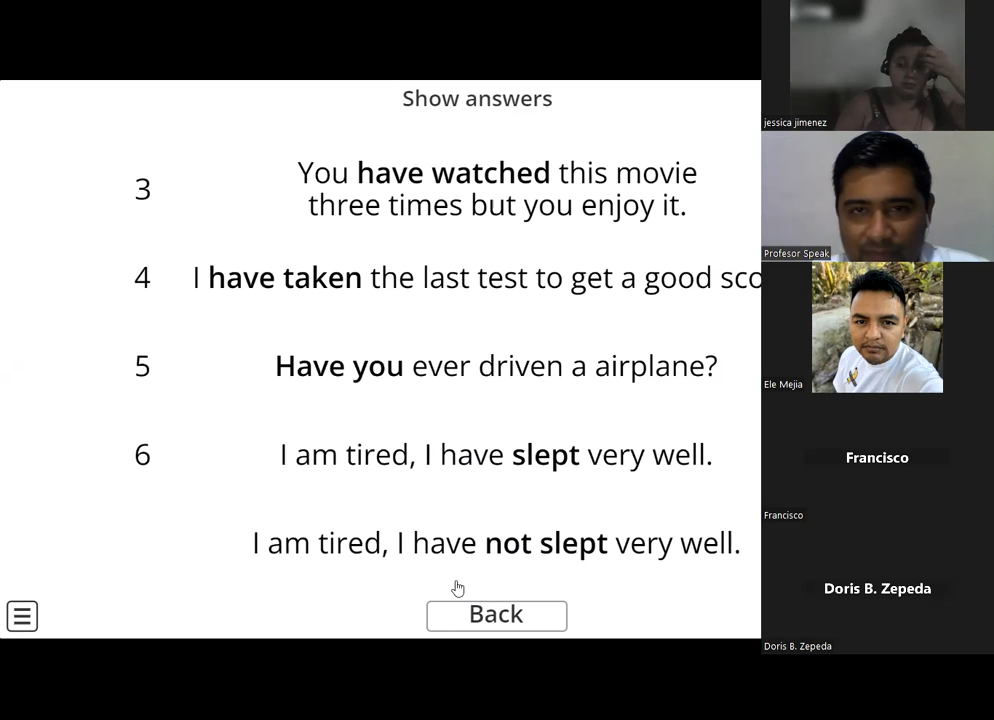 Show answers
3
You have watched this movie
three times but you enjoy it.
4
I have taken the last test to get a good sco
5
Have you ever driven a airplane?
6
I am tired, I have slept very well.
I am tired, I have not slept very well.
Back
jessica jimenez
Profesor Speak
Ele Mejia
Francisco
Francisco
Doris B. Zepeda
Doris B. Zepeda